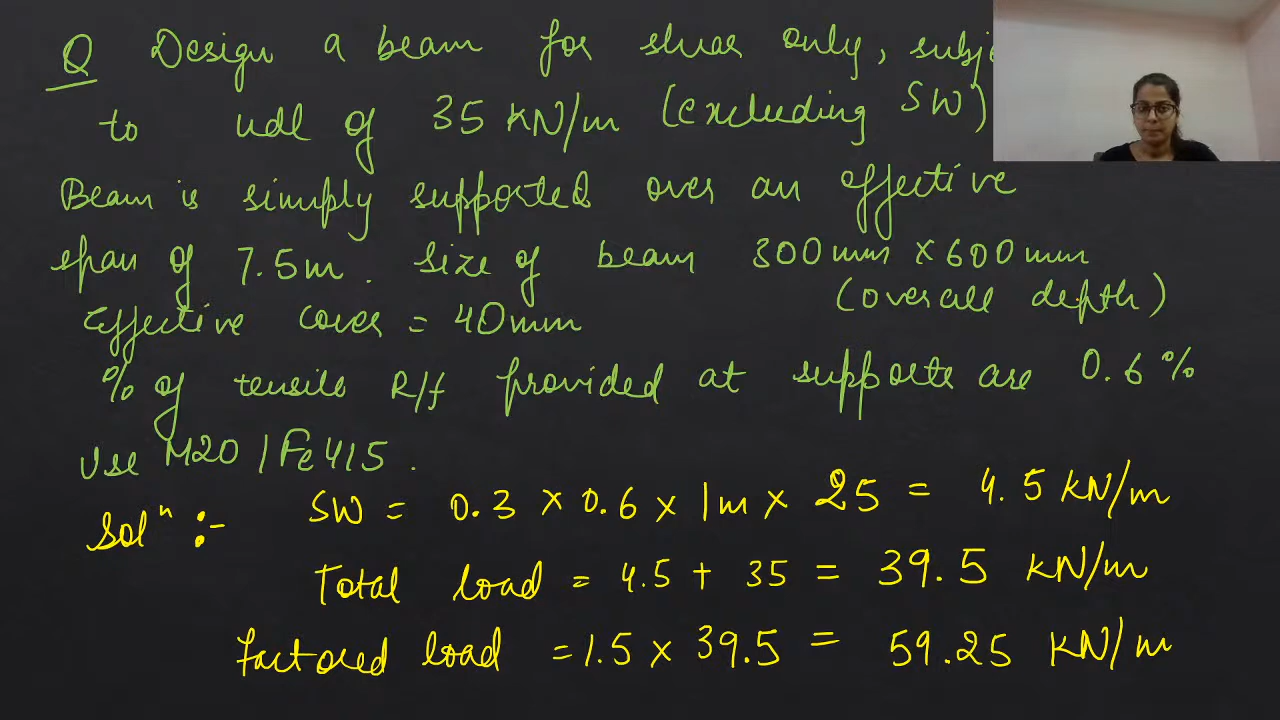 Q Design a beam for shear only, subje
to udl of 35 KN/m (excluding SW)
Beam is simply supported over an effective
span of 7.5m. Size of beam 300mm x 600mm
(overall depth)
Effective cover = 40mm
% of tensile R/f provided at supports are 0.6%
Use M20 / Fe415.
Solⁿ :- SW = 0.3 x 0.6 x 1m x 25 = 4.5 KN/m
Total load = 4.5 + 35 = 39.5 KN/m
factored load = 1.5 x 39.5 = 59.25 KN/m